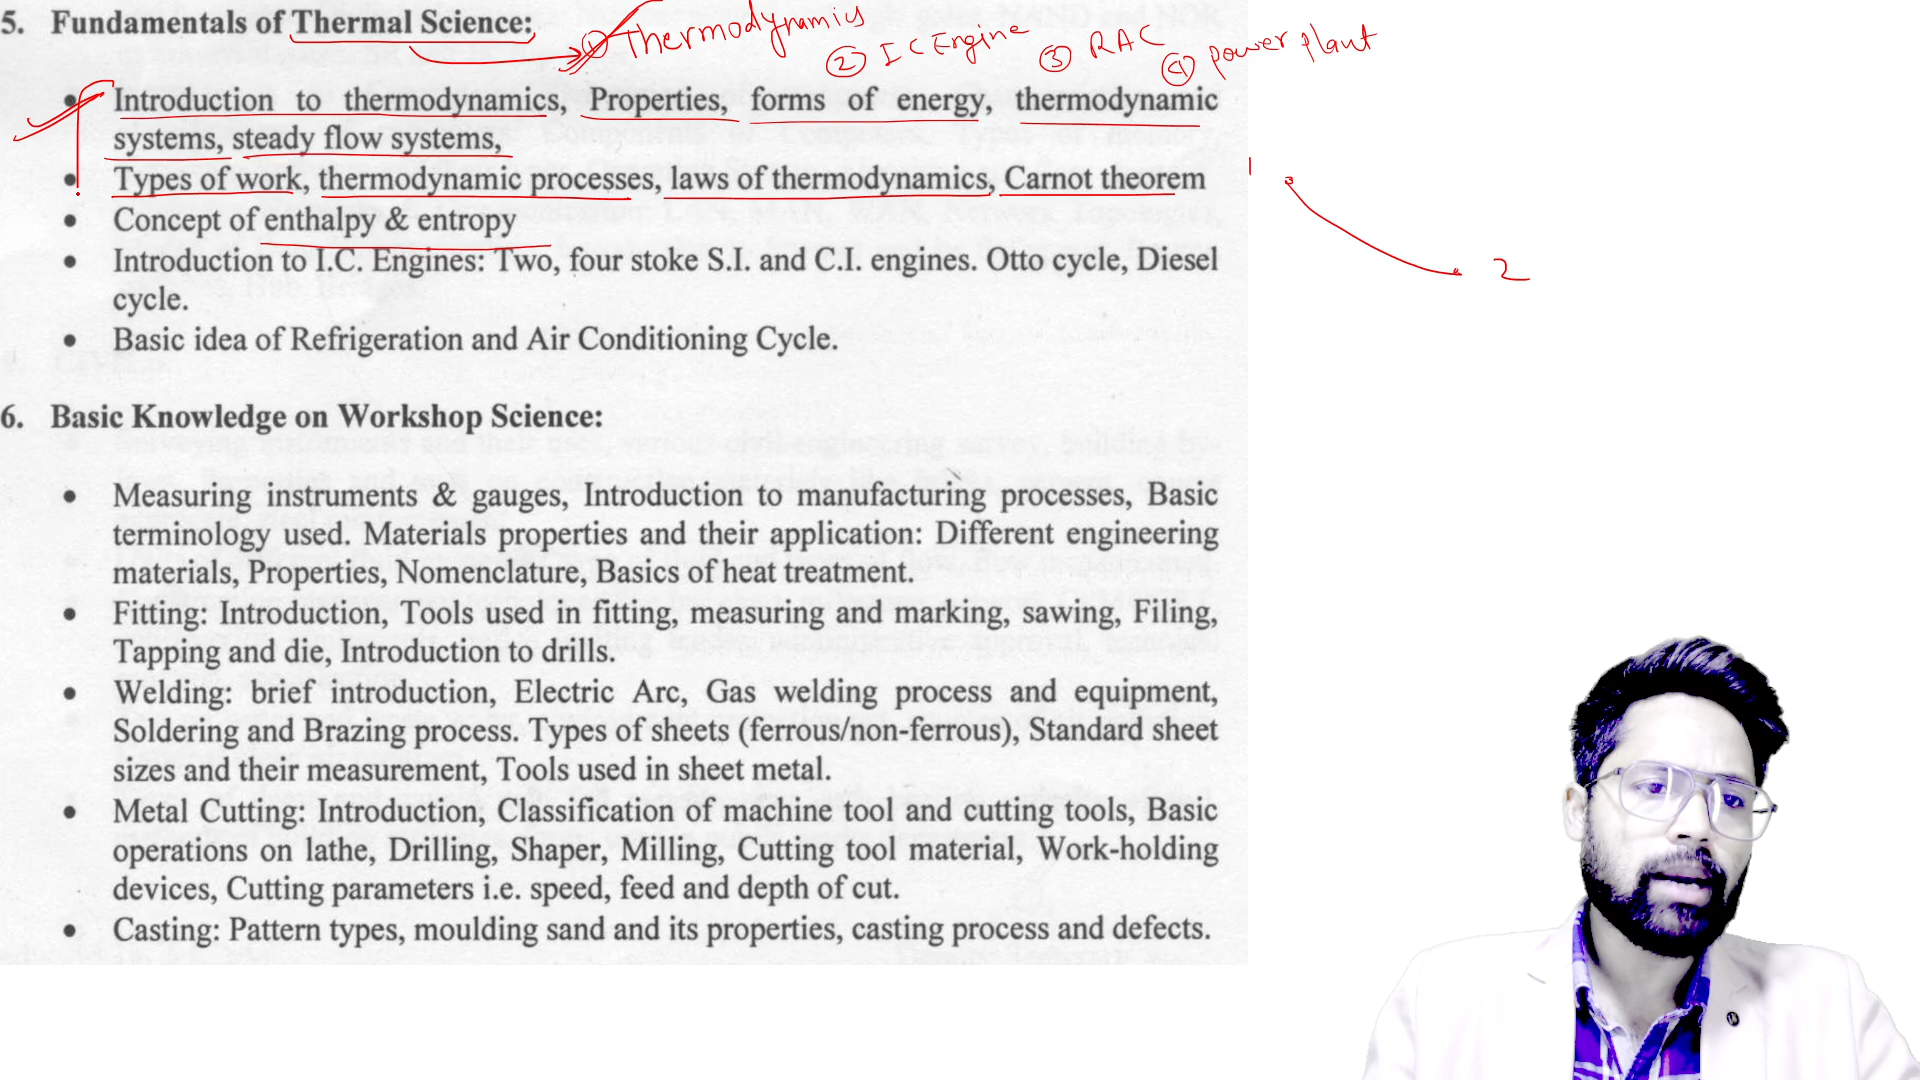 5. Fundamentals of Thermal Science: ① Thermodynamics ② IC Engine ③ RAC ④ power plant
• Introduction to thermodynamics, Properties, forms of energy, thermodynamic
systems, steady flow systems,
• Types of work, thermodynamic processes, laws of thermodynamics, Carnot theorem
1
2
• Concept of enthalpy & entropy
• Introduction to I.C. Engines: Two, four stoke S.I. and C.I. engines. Otto cycle, Diesel
cycle.
• Basic idea of Refrigeration and Air Conditioning Cycle.
6. Basic Knowledge on Workshop Science:
• Measuring instruments & gauges, Introduction to manufacturing processes, Basic
terminology used. Materials properties and their application: Different engineering
materials, Properties, Nomenclature, Basics of heat treatment.
• Fitting: Introduction, Tools used in fitting, measuring and marking, sawing, Filing,
Tapping and die, Introduction to drills.
• Welding: brief introduction, Electric Arc, Gas welding process and equipment,
Soldering and Brazing process. Types of sheets (ferrous/non-ferrous), Standard sheet
sizes and their measurement, Tools used in sheet metal.
• Metal Cutting: Introduction, Classification of machine tool and cutting tools, Basic
operations on lathe, Drilling, Shaper, Milling, Cutting tool material, Work-holding
devices, Cutting parameters i.e. speed, feed and depth of cut.
• Casting: Pattern types, moulding sand and its properties, casting process and defects.